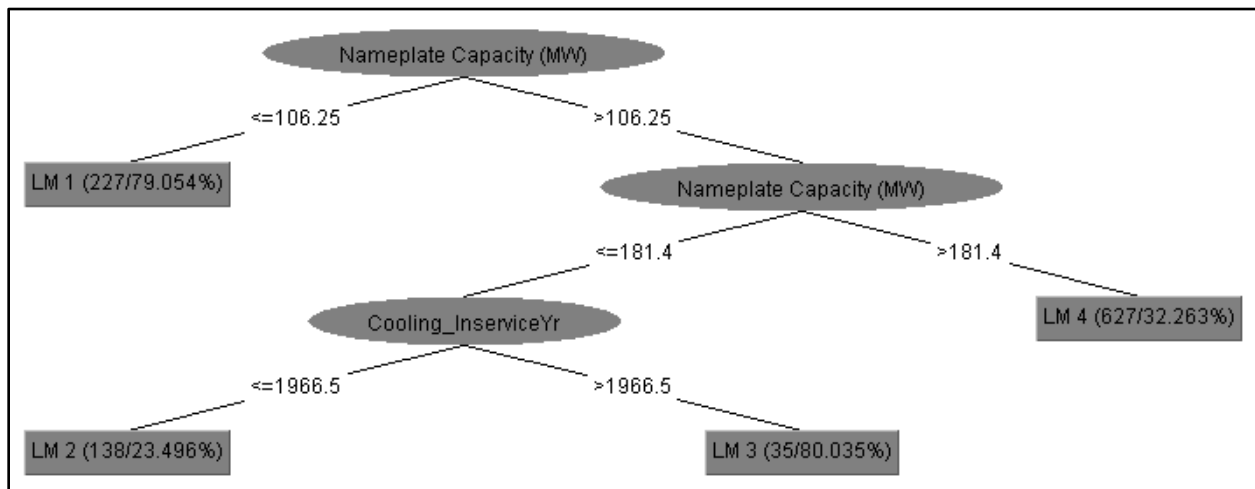 Nameplate Capacity (MW)
<=106.25
>106.25
LM 1 (227/79.054%)
Nameplate Capacity (MW)
<=181.4
>181.4
Cooling_InserviceYr
LM 4 (627/32.263%)
<=1966.5
>1966.5
LM 2 (138/23.496%)
LM 3 (35/80.035%)